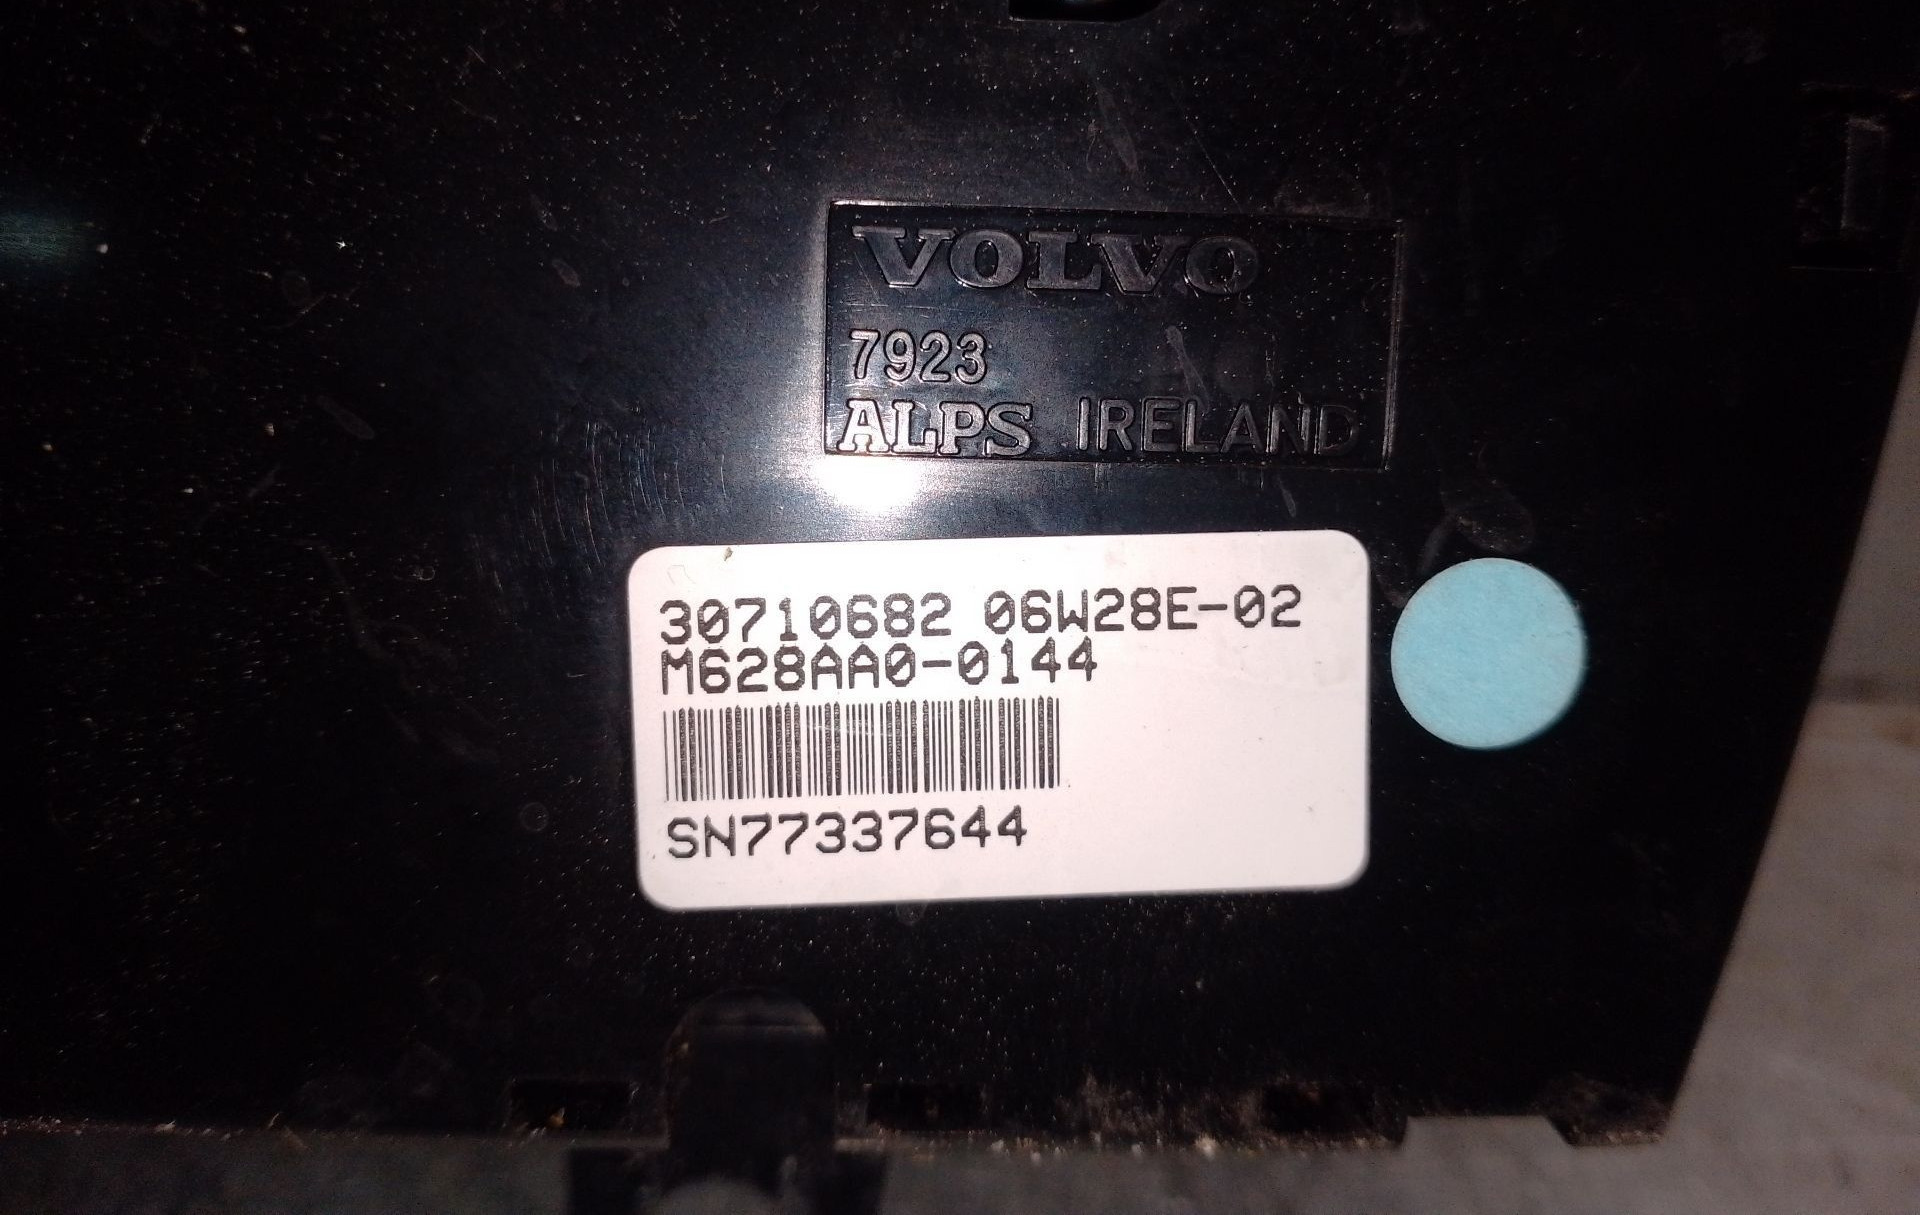 VOLVO
7923
ALPS IRELAND
30710682 06W28E-02
M628AA0-0144
SN77337644